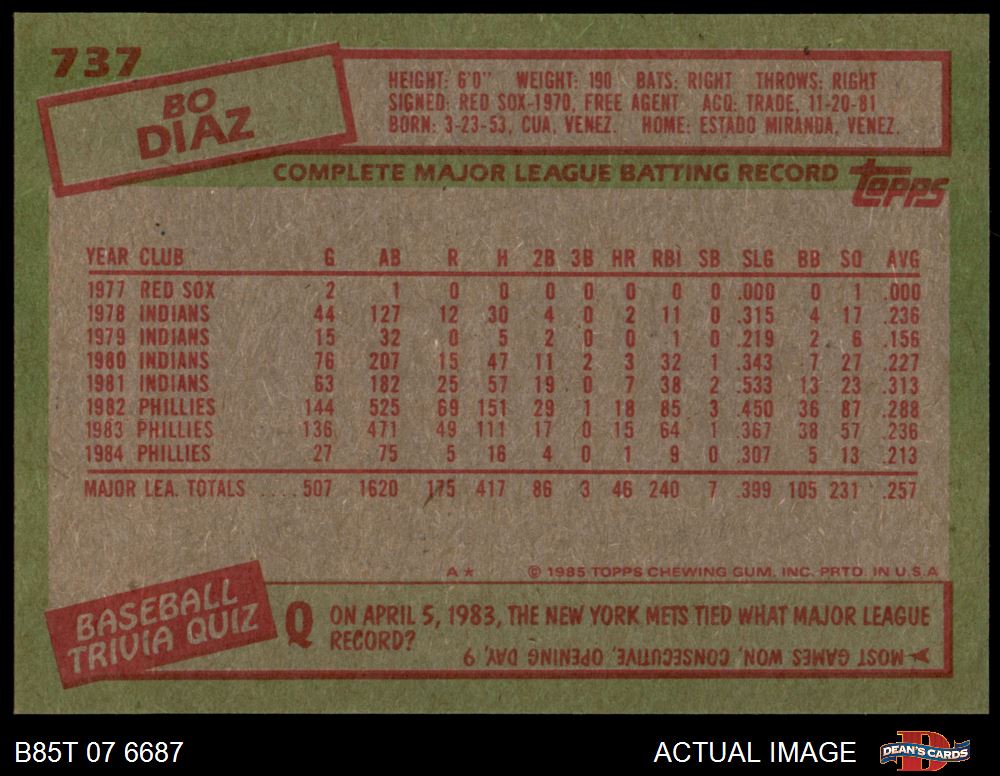 737
BO
DIAZ
HEIGHT: 6'0" WEIGHT: 190 BATS: RIGHT THROWS: RIGHT
SIGNED: RED SOX-1970, FREE AGENT ACQ: TRADE, 11-20-81
BORN: 3-23-53, CUA, VENEZ. HOME: ESTADO MIRANDA, VENEZ.
COMPLETE MAJOR LEAGUE BATTING RECORD
topps
YEAR CLUB G AB R H 2B 3B HR RBI SB SLG BB SO AVG
1977 RED SOX 2 1 0 0 0 0 0 0 0 .000 0 1 .000
1978 INDIANS 44 127 12 30 4 0 2 11 0 .315 4 17 .236
1979 INDIANS 15 32 0 5 2 0 0 1 0 .219 2 6 .156
1980 INDIANS 76 207 15 47 11 2 3 32 1 .343 7 27 .227
1981 INDIANS 63 182 25 57 19 0 7 38 2 .533 13 23 .313
1982 PHILLIES 144 525 69 151 29 1 18 85 3 .450 36 87 .288
1983 PHILLIES 136 471 49 111 17 0 15 64 1 .367 38 57 .236
1984 PHILLIES 27 75 5 16 4 0 1 9 0 .307 5 13 .213
MAJOR LEA. TOTALS .... 507 1620 175 417 86 3 46 240 7 .399 105 231 .257
A★ © 1985 TOPPS CHEWING GUM, INC. PRTD. IN U.S.A
BASEBALL
TRIVIA QUIZ
Q ON APRIL 5, 1983, THE NEW YORK METS TIED WHAT MAJOR LEAGUE
RECORD?
MOST GAMES WON, CONSECUTIVE, OPENING DAY, 9
B85T 07 6687
ACTUAL IMAGE
D
DEAN'S CARDS